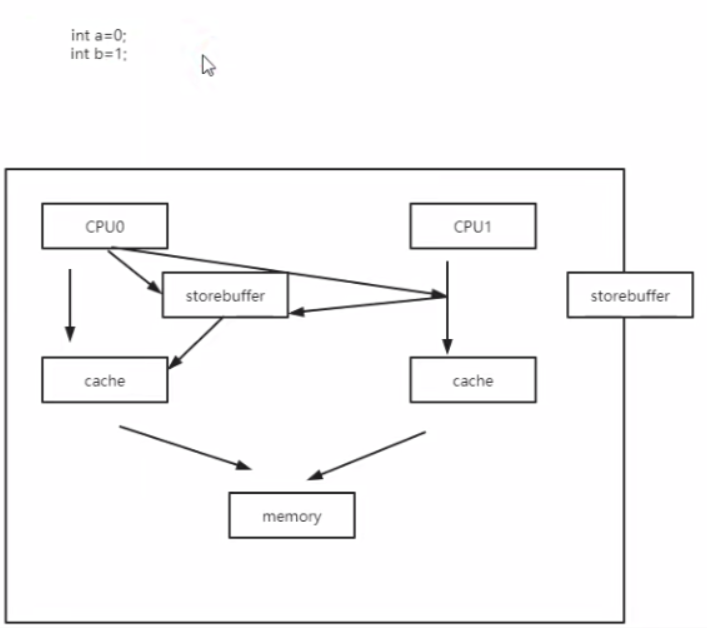 int a=0;
int b=1;
CPU0
CPU1
storebuffer
storebuffer
cache
cache
memory